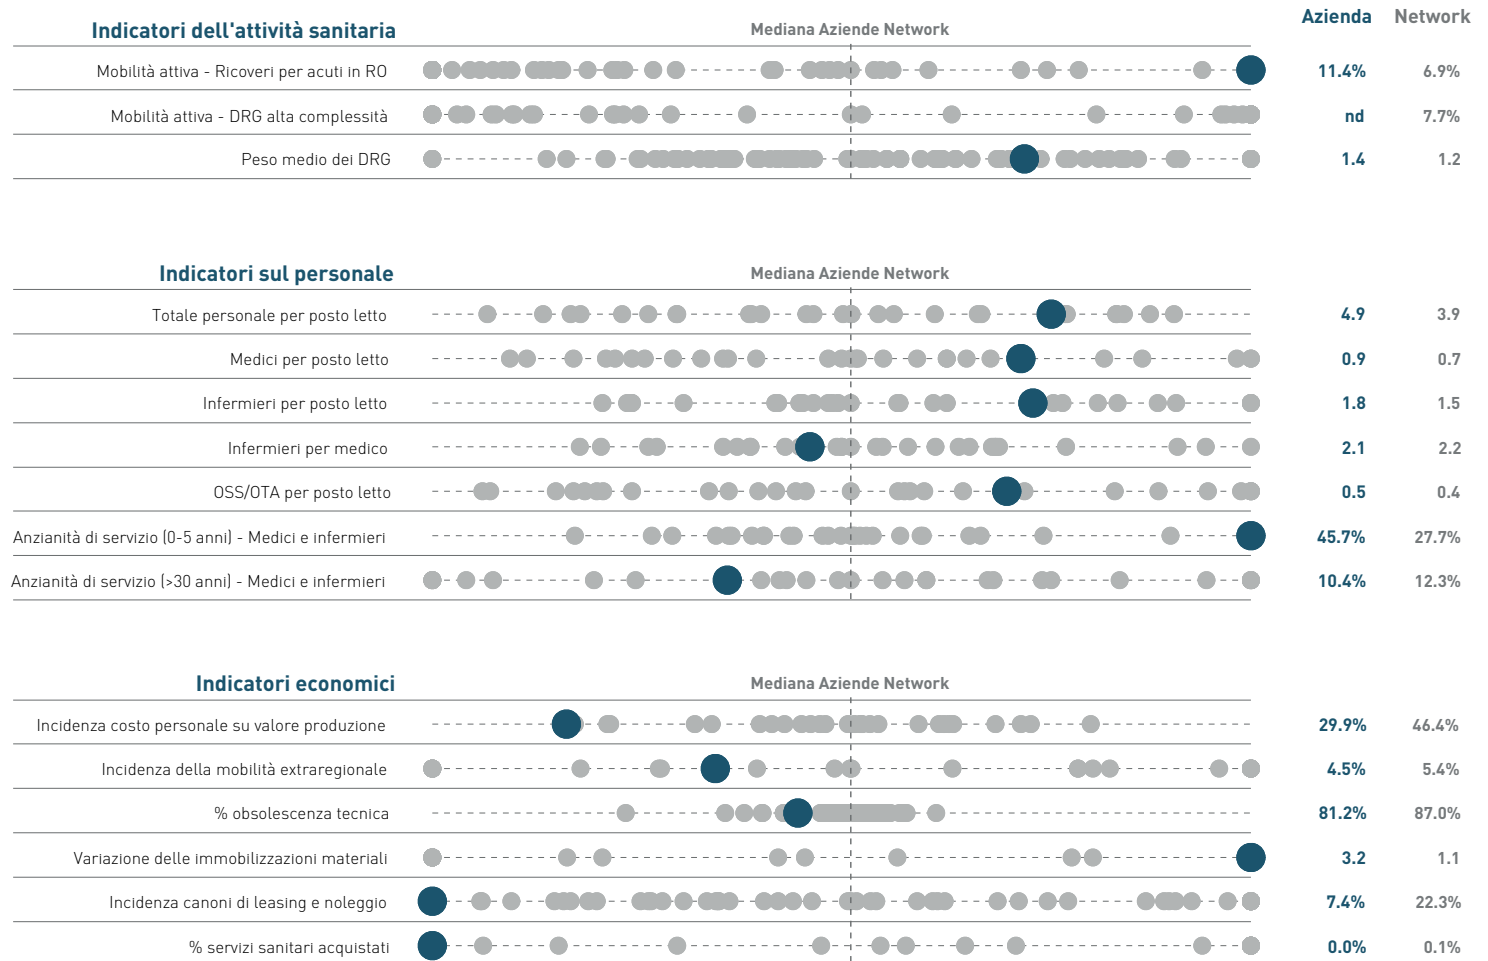 Azienda Network
Indicatori dell'attività sanitaria Mediana Aziende Network
Mobilità attiva - Ricoveri per acuti in RO 11.4% 6.9%
Mobilità attiva - DRG alta complessità nd 7.7%
Peso medio dei DRG 1.4 1.2
Indicatori sul personale Mediana Aziende Network
Totale personale per posto letto 4.9 3.9
Medici per posto letto 0.9 0.7
Infermieri per posto letto 1.8 1.5
Infermieri per medico 2.1 2.2
OSS/OTA per posto letto 0.5 0.4
Anzianità di servizio (0-5 anni) - Medici e infermieri 45.7% 27.7%
Anzianità di servizio (>30 anni) - Medici e infermieri 10.4% 12.3%
Indicatori economici Mediana Aziende Network
Incidenza costo personale su valore produzione 29.9% 46.4%
Incidenza della mobilità extraregionale 4.5% 5.4%
% obsolescenza tecnica 81.2% 87.0%
Variazione delle immobilizzazioni materiali 3.2 1.1
Incidenza canoni di leasing e noleggio 7.4% 22.3%
% servizi sanitari acquistati 0.0% 0.1%